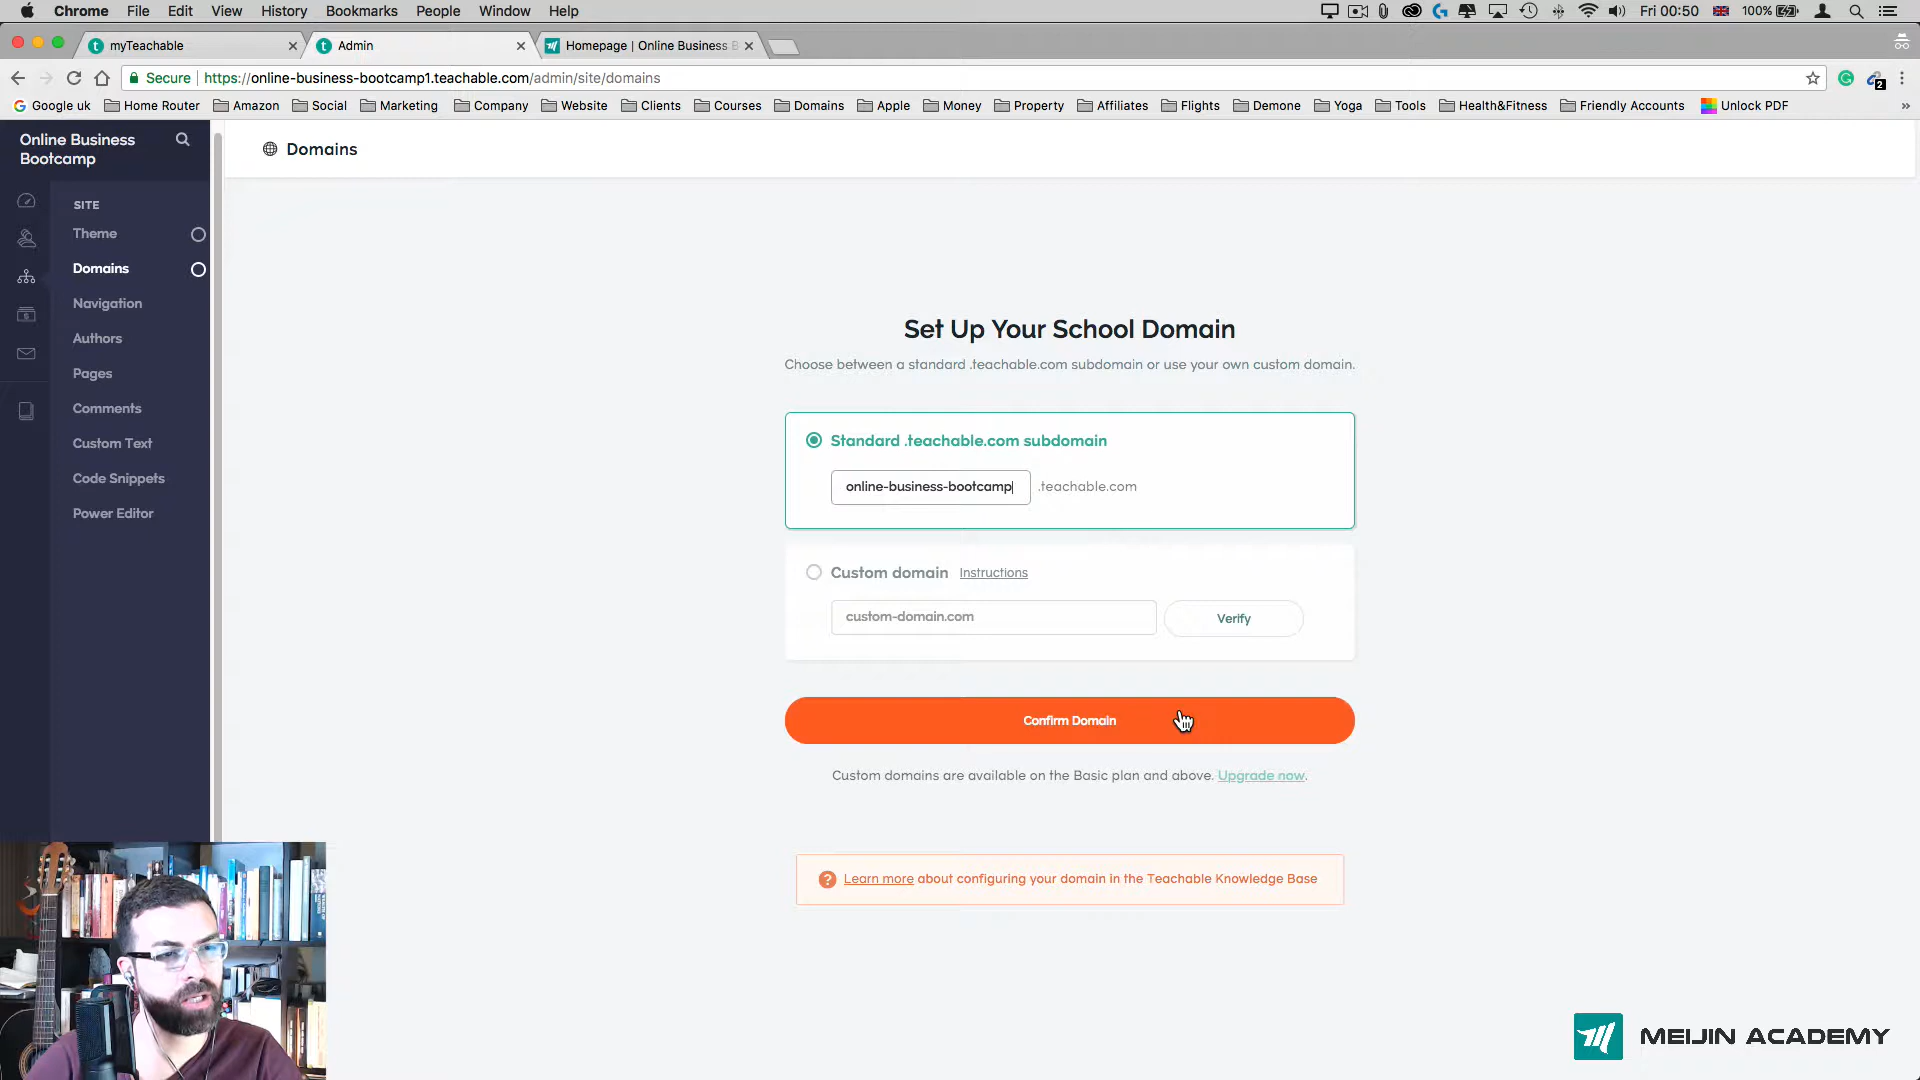 Chrome File Edit View History Bookmarks People Window Help Fri 00:50 100%
myTeachable Admin Homepage | Online Business B
Secure https://online-business-bootcamp1.teachable.com/admin/site/domains 2
Google uk Home Router Amazon Social Marketing Company Website Clients Courses Domains Apple Money Property Affiliates Flights Demone Yoga Tools Health&Fitness Friendly Accounts Unlock PDF »
Online Business
Bootcamp
Domains
SITE
Theme
Domains
Navigation
Authors
Pages
Comments
Custom Text
Code Snippets
Power Editor
Set Up Your School Domain
Choose between a standard .teachable.com subdomain or use your own custom domain.
Standard .teachable.com subdomain
online-business-bootcamp .teachable.com
Custom domain Instructions
custom-domain.com Verify
Confirm Domain
Custom domains are available on the Basic plan and above. Upgrade now.
? Learn more about configuring your domain in the Teachable Knowledge Base
MEIJIN ACADEMY